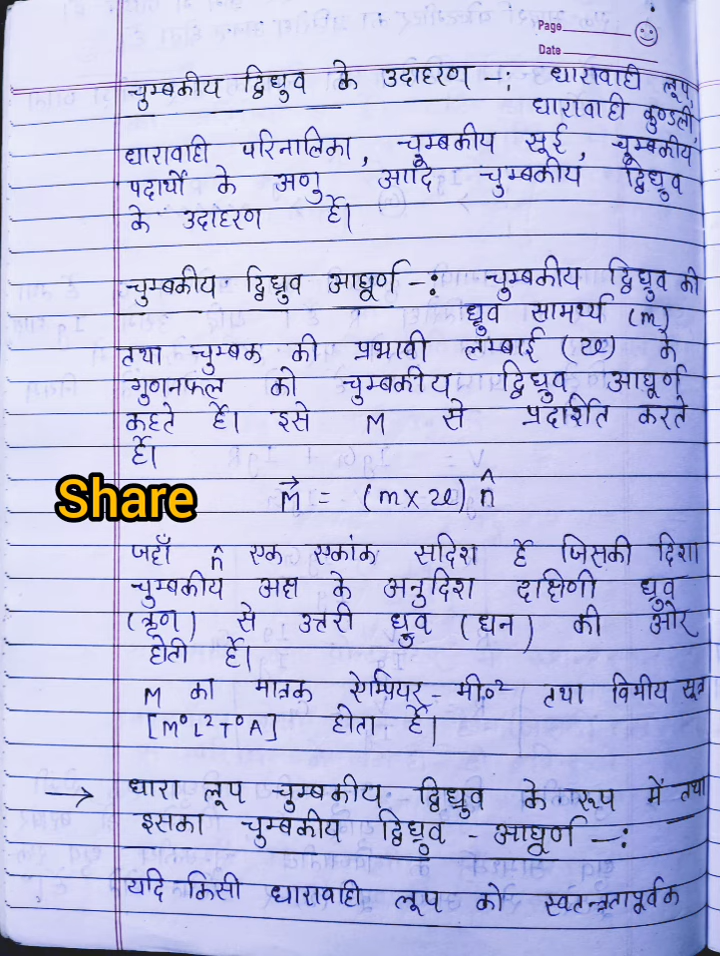 Page
Date
चुम्बकीय द्विध्रुव के उदाहरण -: धारावाही लूप,
धारावाही कुण्डली,
धारावाही परिनालिका, चुम्बकीय सूई, चुम्बकीय
पदार्थों के अणु आदि चुम्बकीय द्विध्रुव
के उदाहरण हैं।
चुम्बकीय द्विध्रुव आघूर्ण -: चुम्बकीय द्विध्रुव की
ध्रुव सामर्थ्य (m)
तथा चुम्बक की प्रभावी लम्बाई (2l) के
गुणनफल को चुम्बकीय द्विध्रुव आघूर्ण
कहते हैं। इसे M से प्रदर्शित करते
हैं।
Share
M⃗ = (m×2l) n̂
जहाँ n̂ एक एकांक सदिश है जिसकी दिशा
चुम्बकीय अक्ष के अनुदिश दक्षिणी ध्रुव
(ऋण) से उत्तरी ध्रुव (धन) की ओर
होती है।
M का मात्रक ऐम्पियर-मी०² तथा विमीय सूत्र
[M⁰L²T⁰A] होता है।
→ धारा लूप चुम्बकीय द्विध्रुव के रूप में तथा
इसका चुम्बकीय द्विध्रुव - आघूर्ण -:
यदि किसी धारावाही लूप को स्वतन्त्रतापूर्वक